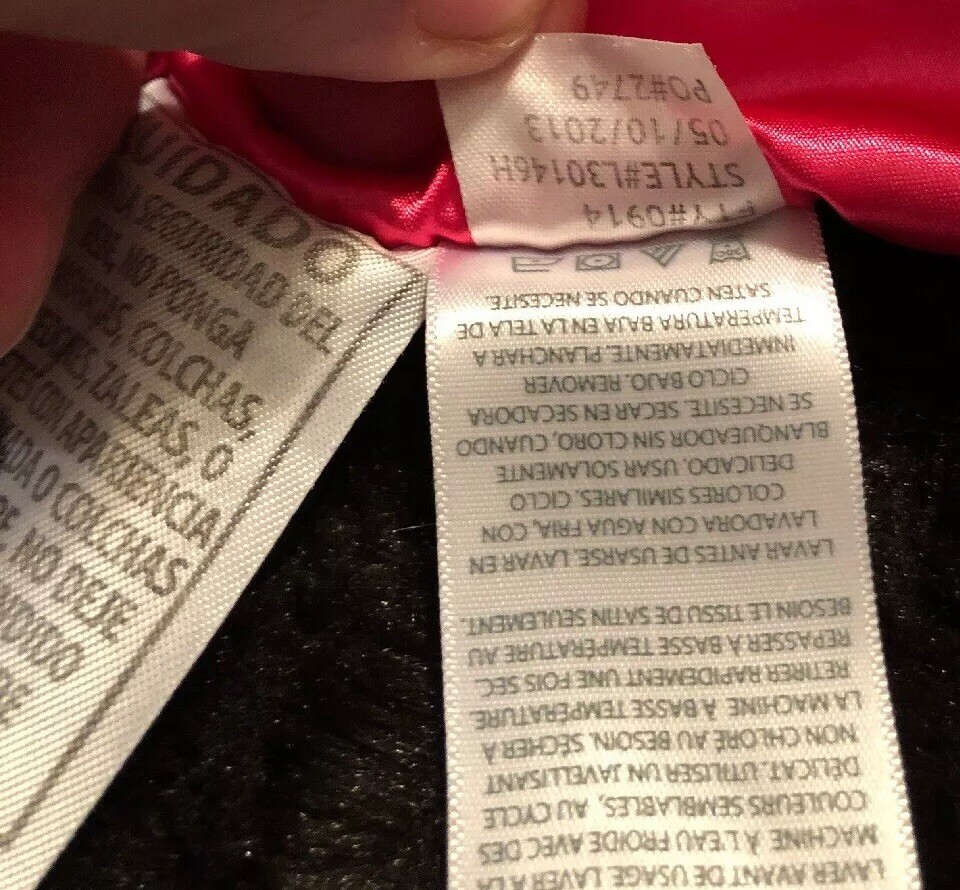 UIDADO
LA SEGURIDAD DEL
NO PONGA
COLCHAS,
ZALEAS, O
CON APARIENCIA
O COLCHAS
NO DEJE
LAVER AVANT DE USAGE LAVER À LA
MACHINE À L'EAU FROIDE AVEC DES
COULEURS SEMBLABLES, AU CYCLE
DÉLICAT. UTILISER UN JAVELLISANT
NON CHLORÉ AU BESOIN. SÉCHER À
LA MACHINE À BASSE TEMPÉRATURE.
RETIRER RAPIDEMENT UNE FOIS SEC.
REPASSER À BASSE TEMPÉRATURE AU
BESOIN LE TISSU DE SATIN SEULEMENT.
LAVAR ANTES DE USARSE. LAVAR EN
LAVADORA CON AGUA FRIA, CON
COLORES SIMILARES, CICLO
DELICADO. USAR SOLAMENTE
BLANQUEADOR SIN CLORO, CUANDO
SE NECESITE. SECAR EN SECADORA
CICLO BAJO. REMOVER
INMEDIATAMENTE. PLANCHAR A
TEMPERATURA BAJA EN LA TELA DE
SATEN CUANDO SE NECESITE.
FTY#0914
STYLE#L30146H
05/10/2013
PO#2749